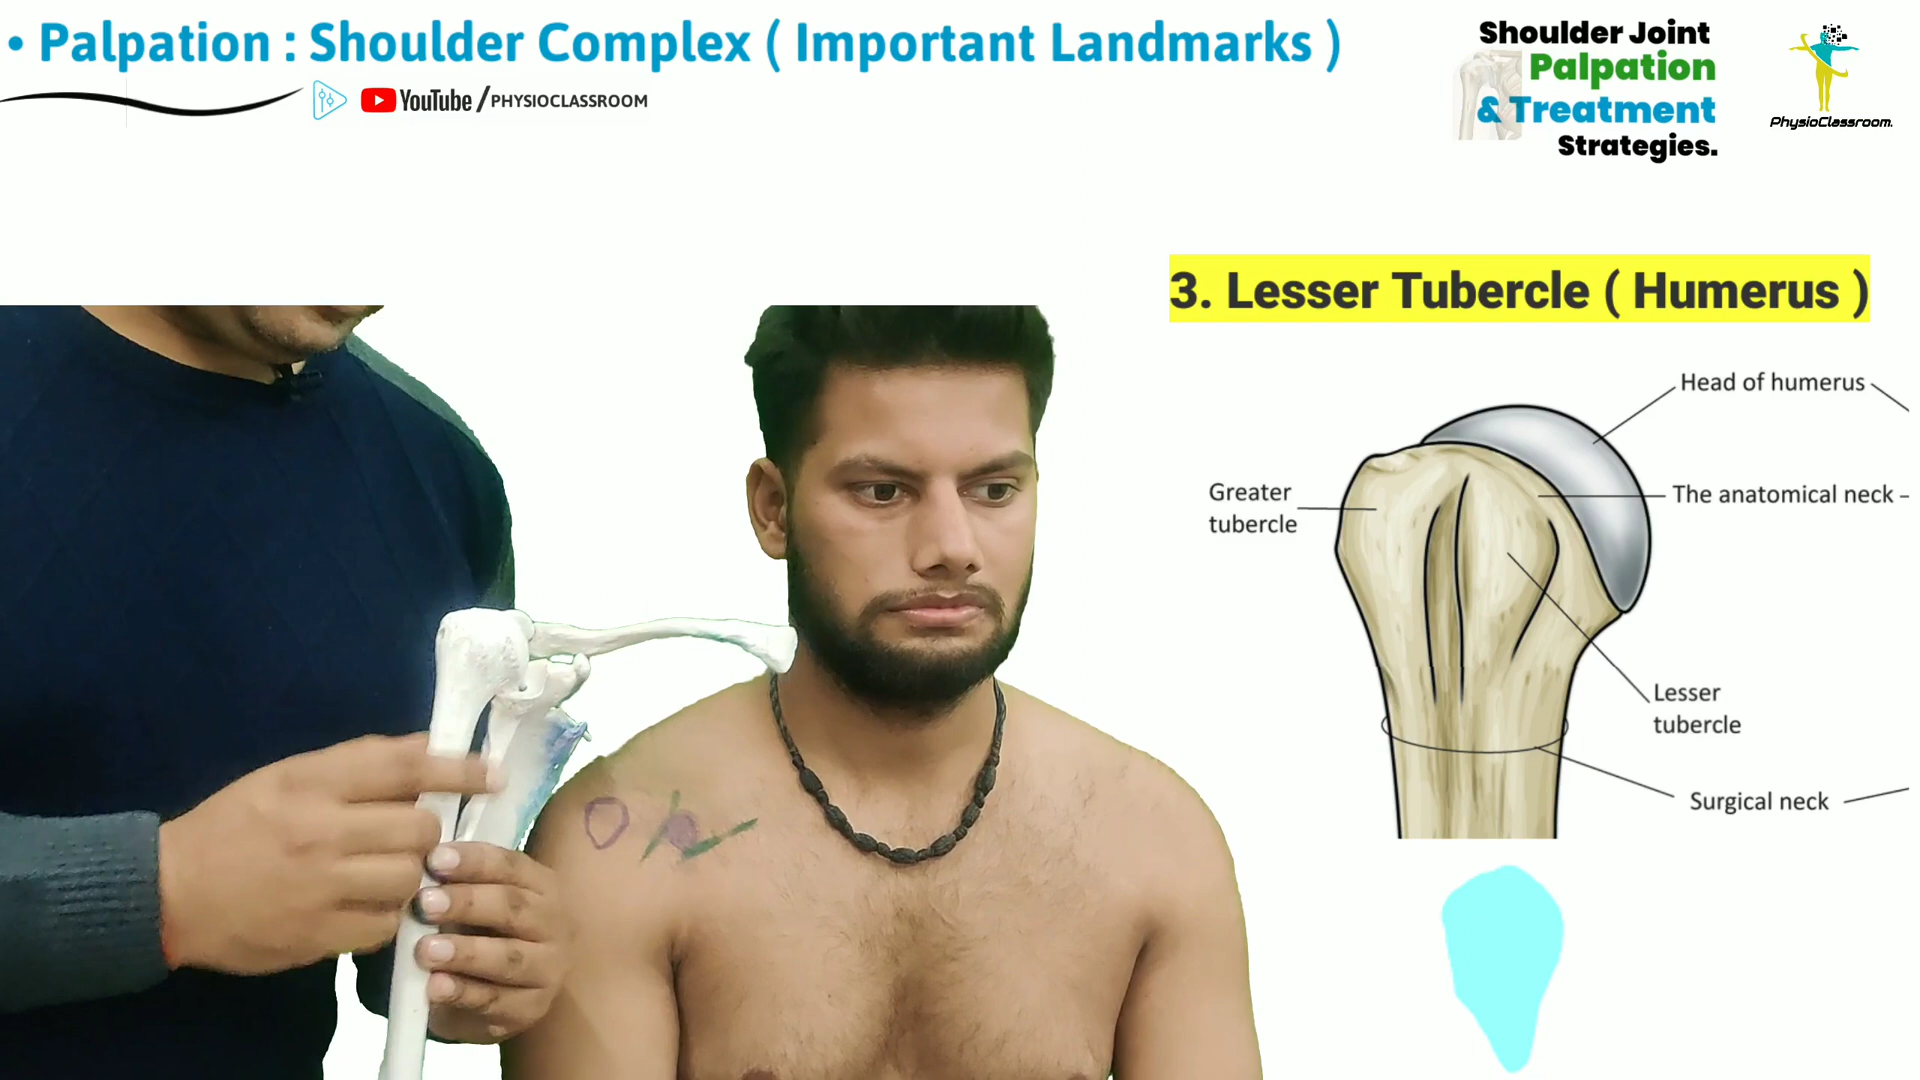 • Palpation : Shoulder Complex ( Important Landmarks )
YouTube /PHYSIOCLASSROOM
Shoulder Joint
Palpation
& Treatment
Strategies.
PhysioClassroom.
3. Lesser Tubercle ( Humerus )
Head of humerus
Greater
tubercle
The anatomical neck
Lesser
tubercle
Surgical neck